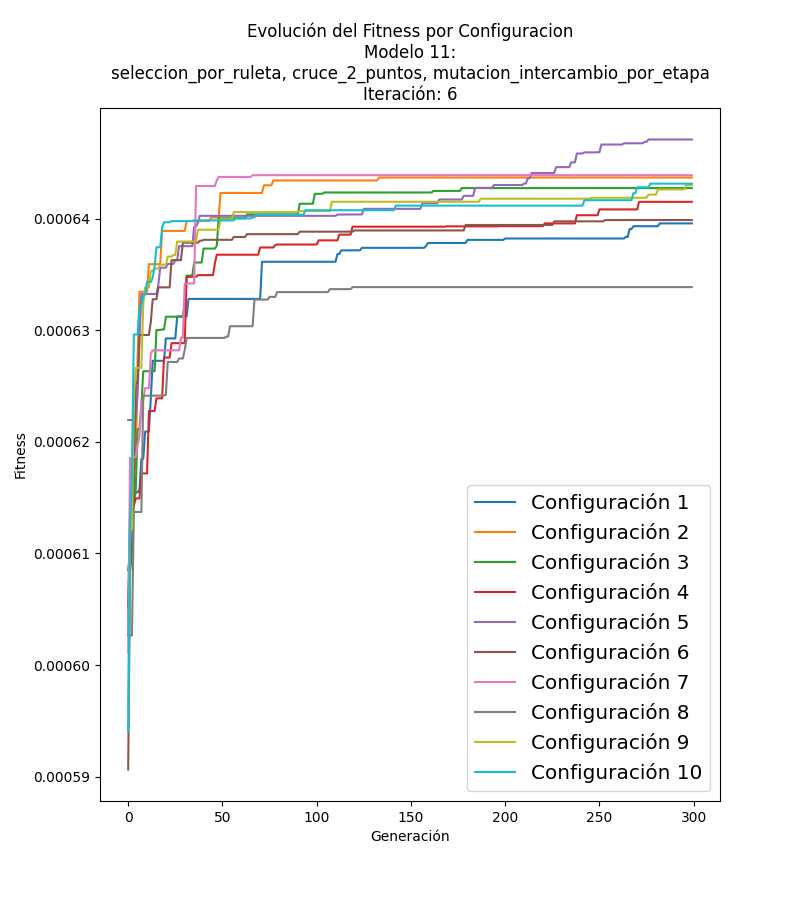 Evolución del Fitness por Configuracion
Modelo 11:
seleccion_por_ruleta, cruce_2_puntos, mutacion_intercambio_por_etapa
Iteración: 6
Fitness
0.00064
0.00063
0.00062
0.00061
0.00060
0.00059
Configuración 1
Configuración 2
Configuración 3
Configuración 4
Configuración 5
Configuración 6
Configuración 7
Configuración 8
Configuración 9
Configuración 10
0 50 100 150 200 250 300
Generación